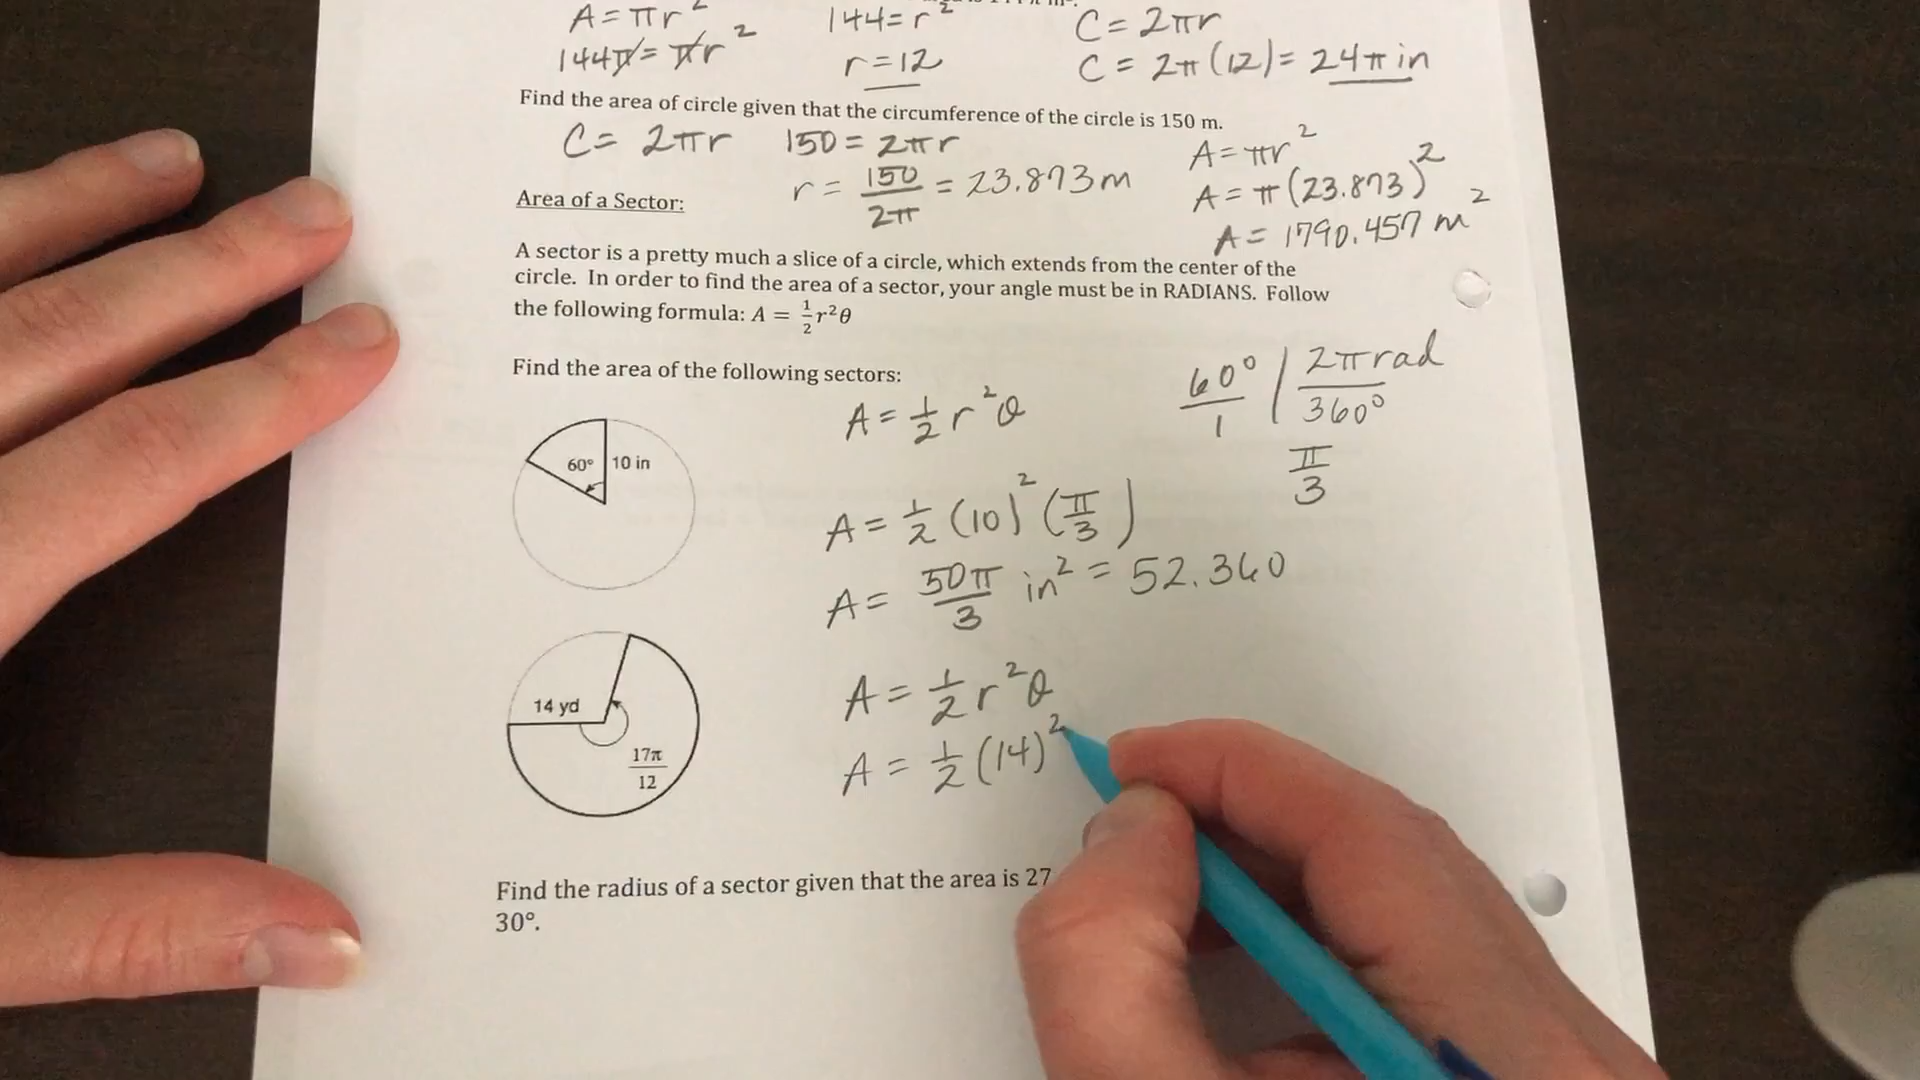 A = πr² 144 = r² C = 2πr
144π = πr² r = 12 C = 2π(12) = 24π in
Find the area of circle given that the circumference of the circle is 150 m.
C = 2πr 150 = 2πr A = πr²
r = 150/2π = 23.873 m A = π(23.873)²
A = 1790.457 m²
Area of a Sector:
A sector is a pretty much a slice of a circle, which extends from the center of the
circle. In order to find the area of a sector, your angle must be in RADIANS. Follow
the following formula: A = 1/2 r²θ
Find the area of the following sectors:
60° 10 in
A = 1/2 r²θ
60°/1 | 2π rad/360°
π/3
A = 1/2 (10)² (π/3)
A = 50π/3 in² = 52.360
14 yd
17π/12
A = 1/2 r²θ
A = 1/2 (14)²
Find the radius of a sector given that the area is 27
30°.